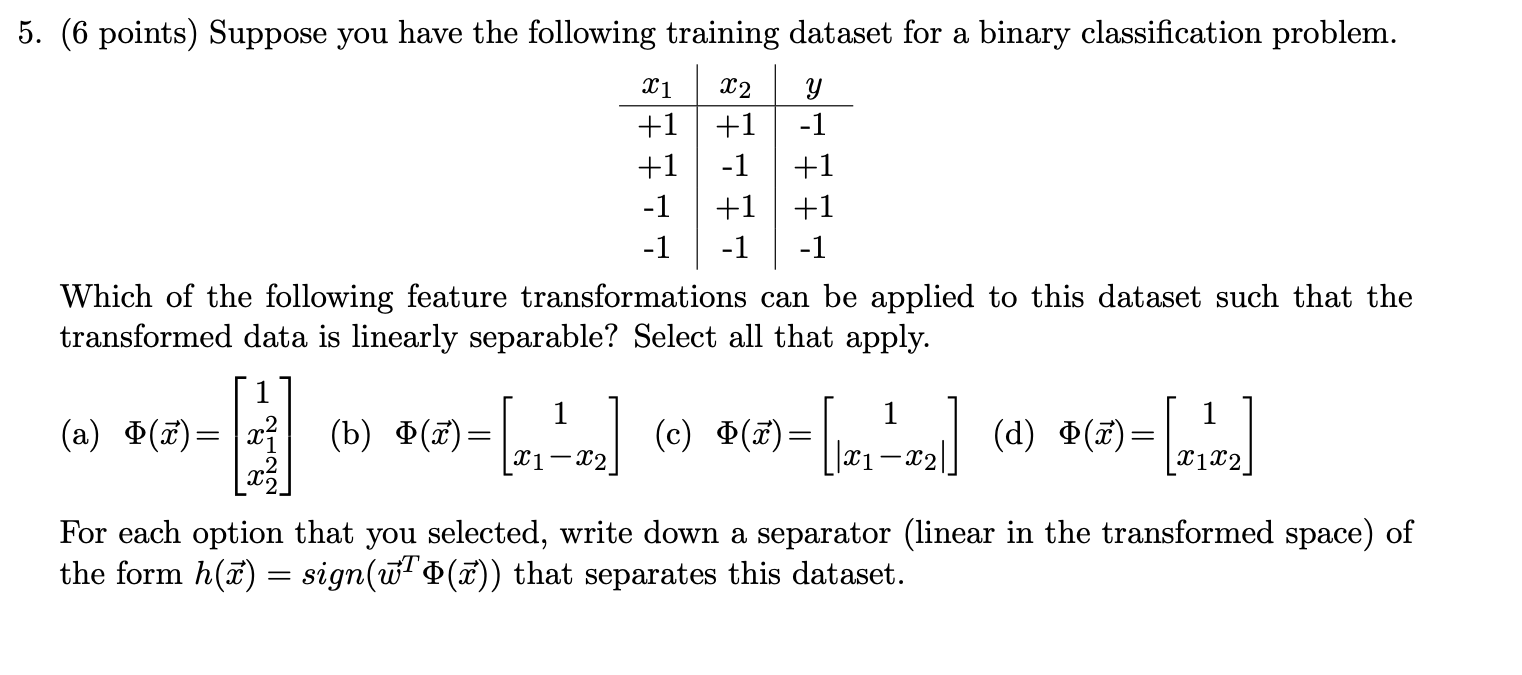 5. (6 points) Suppose you have the following training dataset for a binary classification problem.
x₁ | x₂ | y
+1 | +1 | -1
+1 | -1 | +1
-1 | +1 | +1
-1 | -1 | -1
Which of the following feature transformations can be applied to this dataset such that the
transformed data is linearly separable? Select all that apply.
(a) Φ(x⃗)= [1; x₁²; x₂²] (b) Φ(x⃗)= [1; x₁−x₂] (c) Φ(x⃗)= [1; |x₁−x₂|] (d) Φ(x⃗)= [1; x₁x₂]
For each option that you selected, write down a separator (linear in the transformed space) of
the form h(x⃗) = sign(w⃗ᵀΦ(x⃗)) that separates this dataset.